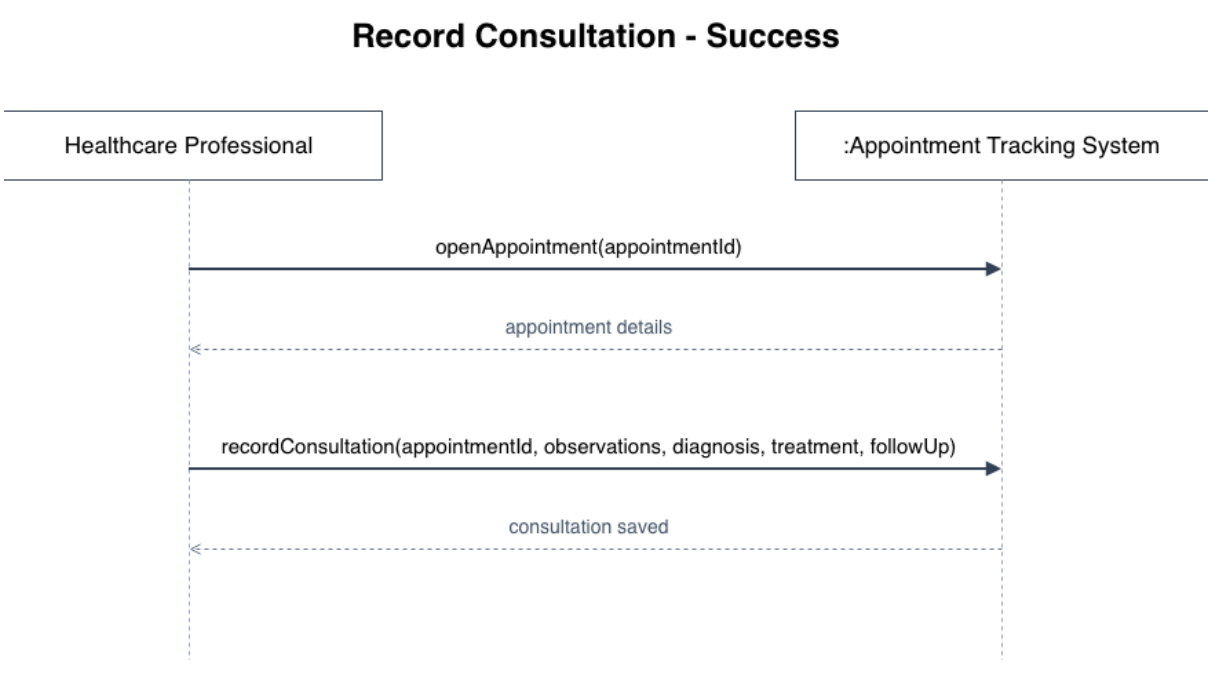 Record Consultation - Success
Healthcare Professional
:Appointment Tracking System
openAppointment(appointmentId)
appointment details
recordConsultation(appointmentId, observations, diagnosis, treatment, followUp)
consultation saved